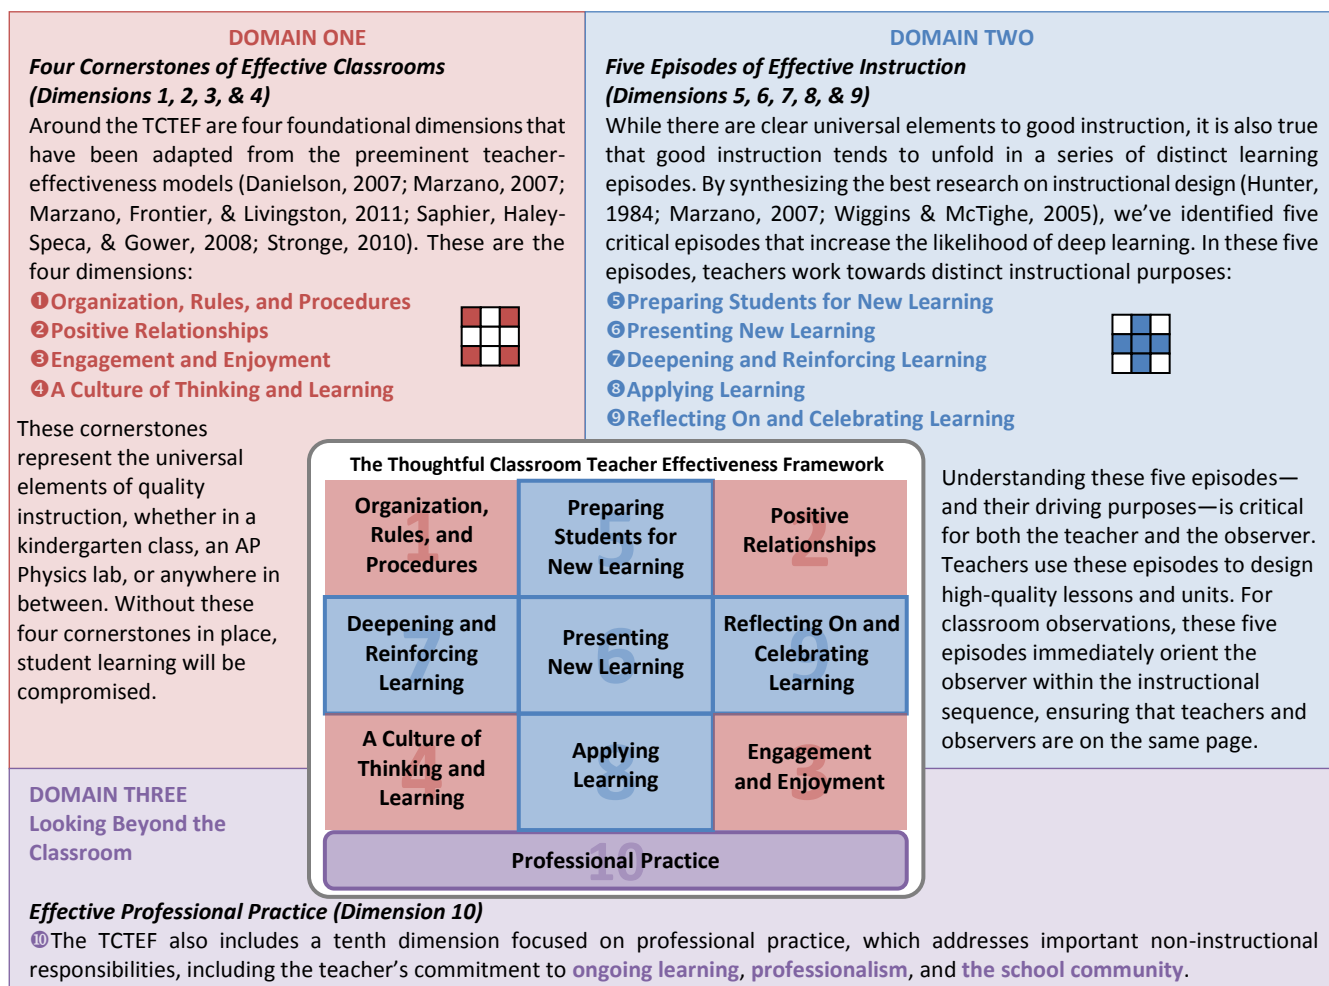 DOMAIN ONE
Four Cornerstones of Effective Classrooms
(Dimensions 1, 2, 3, & 4)
Around the TCTEF are four foundational dimensions that
have been adapted from the preeminent teacher-
effectiveness models (Danielson, 2007; Marzano, 2007;
Marzano, Frontier, & Livingston, 2011; Saphier, Haley-
Speca, & Gower, 2008; Stronge, 2010). These are the
four dimensions:
❶Organization, Rules, and Procedures
❷Positive Relationships
❸Engagement and Enjoyment
❹A Culture of Thinking and Learning
These cornerstones
represent the universal
elements of quality
instruction, whether in a
kindergarten class, an AP
Physics lab, or anywhere in
between. Without these
four cornerstones in place,
student learning will be
compromised.
DOMAIN TWO
Five Episodes of Effective Instruction
(Dimensions 5, 6, 7, 8, & 9)
While there are clear universal elements to good instruction, it is also true
that good instruction tends to unfold in a series of distinct learning
episodes. By synthesizing the best research on instructional design (Hunter,
1984; Marzano, 2007; Wiggins & McTighe, 2005), we’ve identified five
critical episodes that increase the likelihood of deep learning. In these five
episodes, teachers work towards distinct instructional purposes:
❺Preparing Students for New Learning
❻Presenting New Learning
❼Deepening and Reinforcing Learning
❽Applying Learning
❾Reflecting On and Celebrating Learning
Understanding these five episodes—
and their driving purposes—is critical
for both the teacher and the observer.
Teachers use these episodes to design
high-quality lessons and units. For
classroom observations, these five
episodes immediately orient the
observer within the instructional
sequence, ensuring that teachers and
observers are on the same page.
The Thoughtful Classroom Teacher Effectiveness Framework
1
Organization,
Rules, and
Procedures
5
Preparing
Students for
New Learning
2
Positive
Relationships
7
Deepening and
Reinforcing
Learning
6
Presenting
New Learning
9
Reflecting On and
Celebrating
Learning
4
A Culture of
Thinking and
Learning
8
Applying
Learning
3
Engagement
and Enjoyment
10
Professional Practice
DOMAIN THREE
Looking Beyond the
Classroom
Effective Professional Practice (Dimension 10)
❿The TCTEF also includes a tenth dimension focused on professional practice, which addresses important non-instructional
responsibilities, including the teacher’s commitment to ongoing learning, professionalism, and the school community.